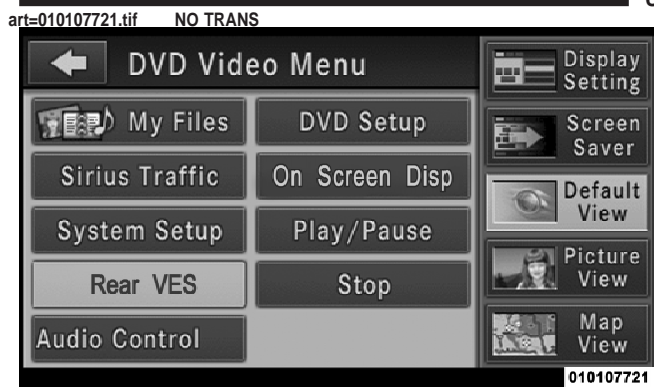 art=010107721.tif NO TRANS
DVD Video Menu
My Files
DVD Setup
Sirius Traffic
On Screen Disp
System Setup
Play/Pause
Rear VES
Stop
Audio Control
Display
Setting
Screen
Saver
Default
View
Picture
View
Map
View
010107721